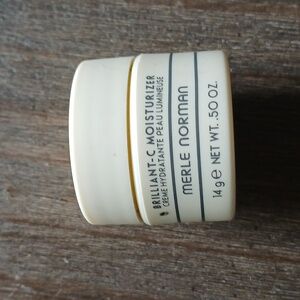 BRILLIANT-C MOISTURIZER
CRÈME HYDRATANTE PEAU LUMINEUSE
MERLE NORMAN
14 g e NET WT. .50 OZ.